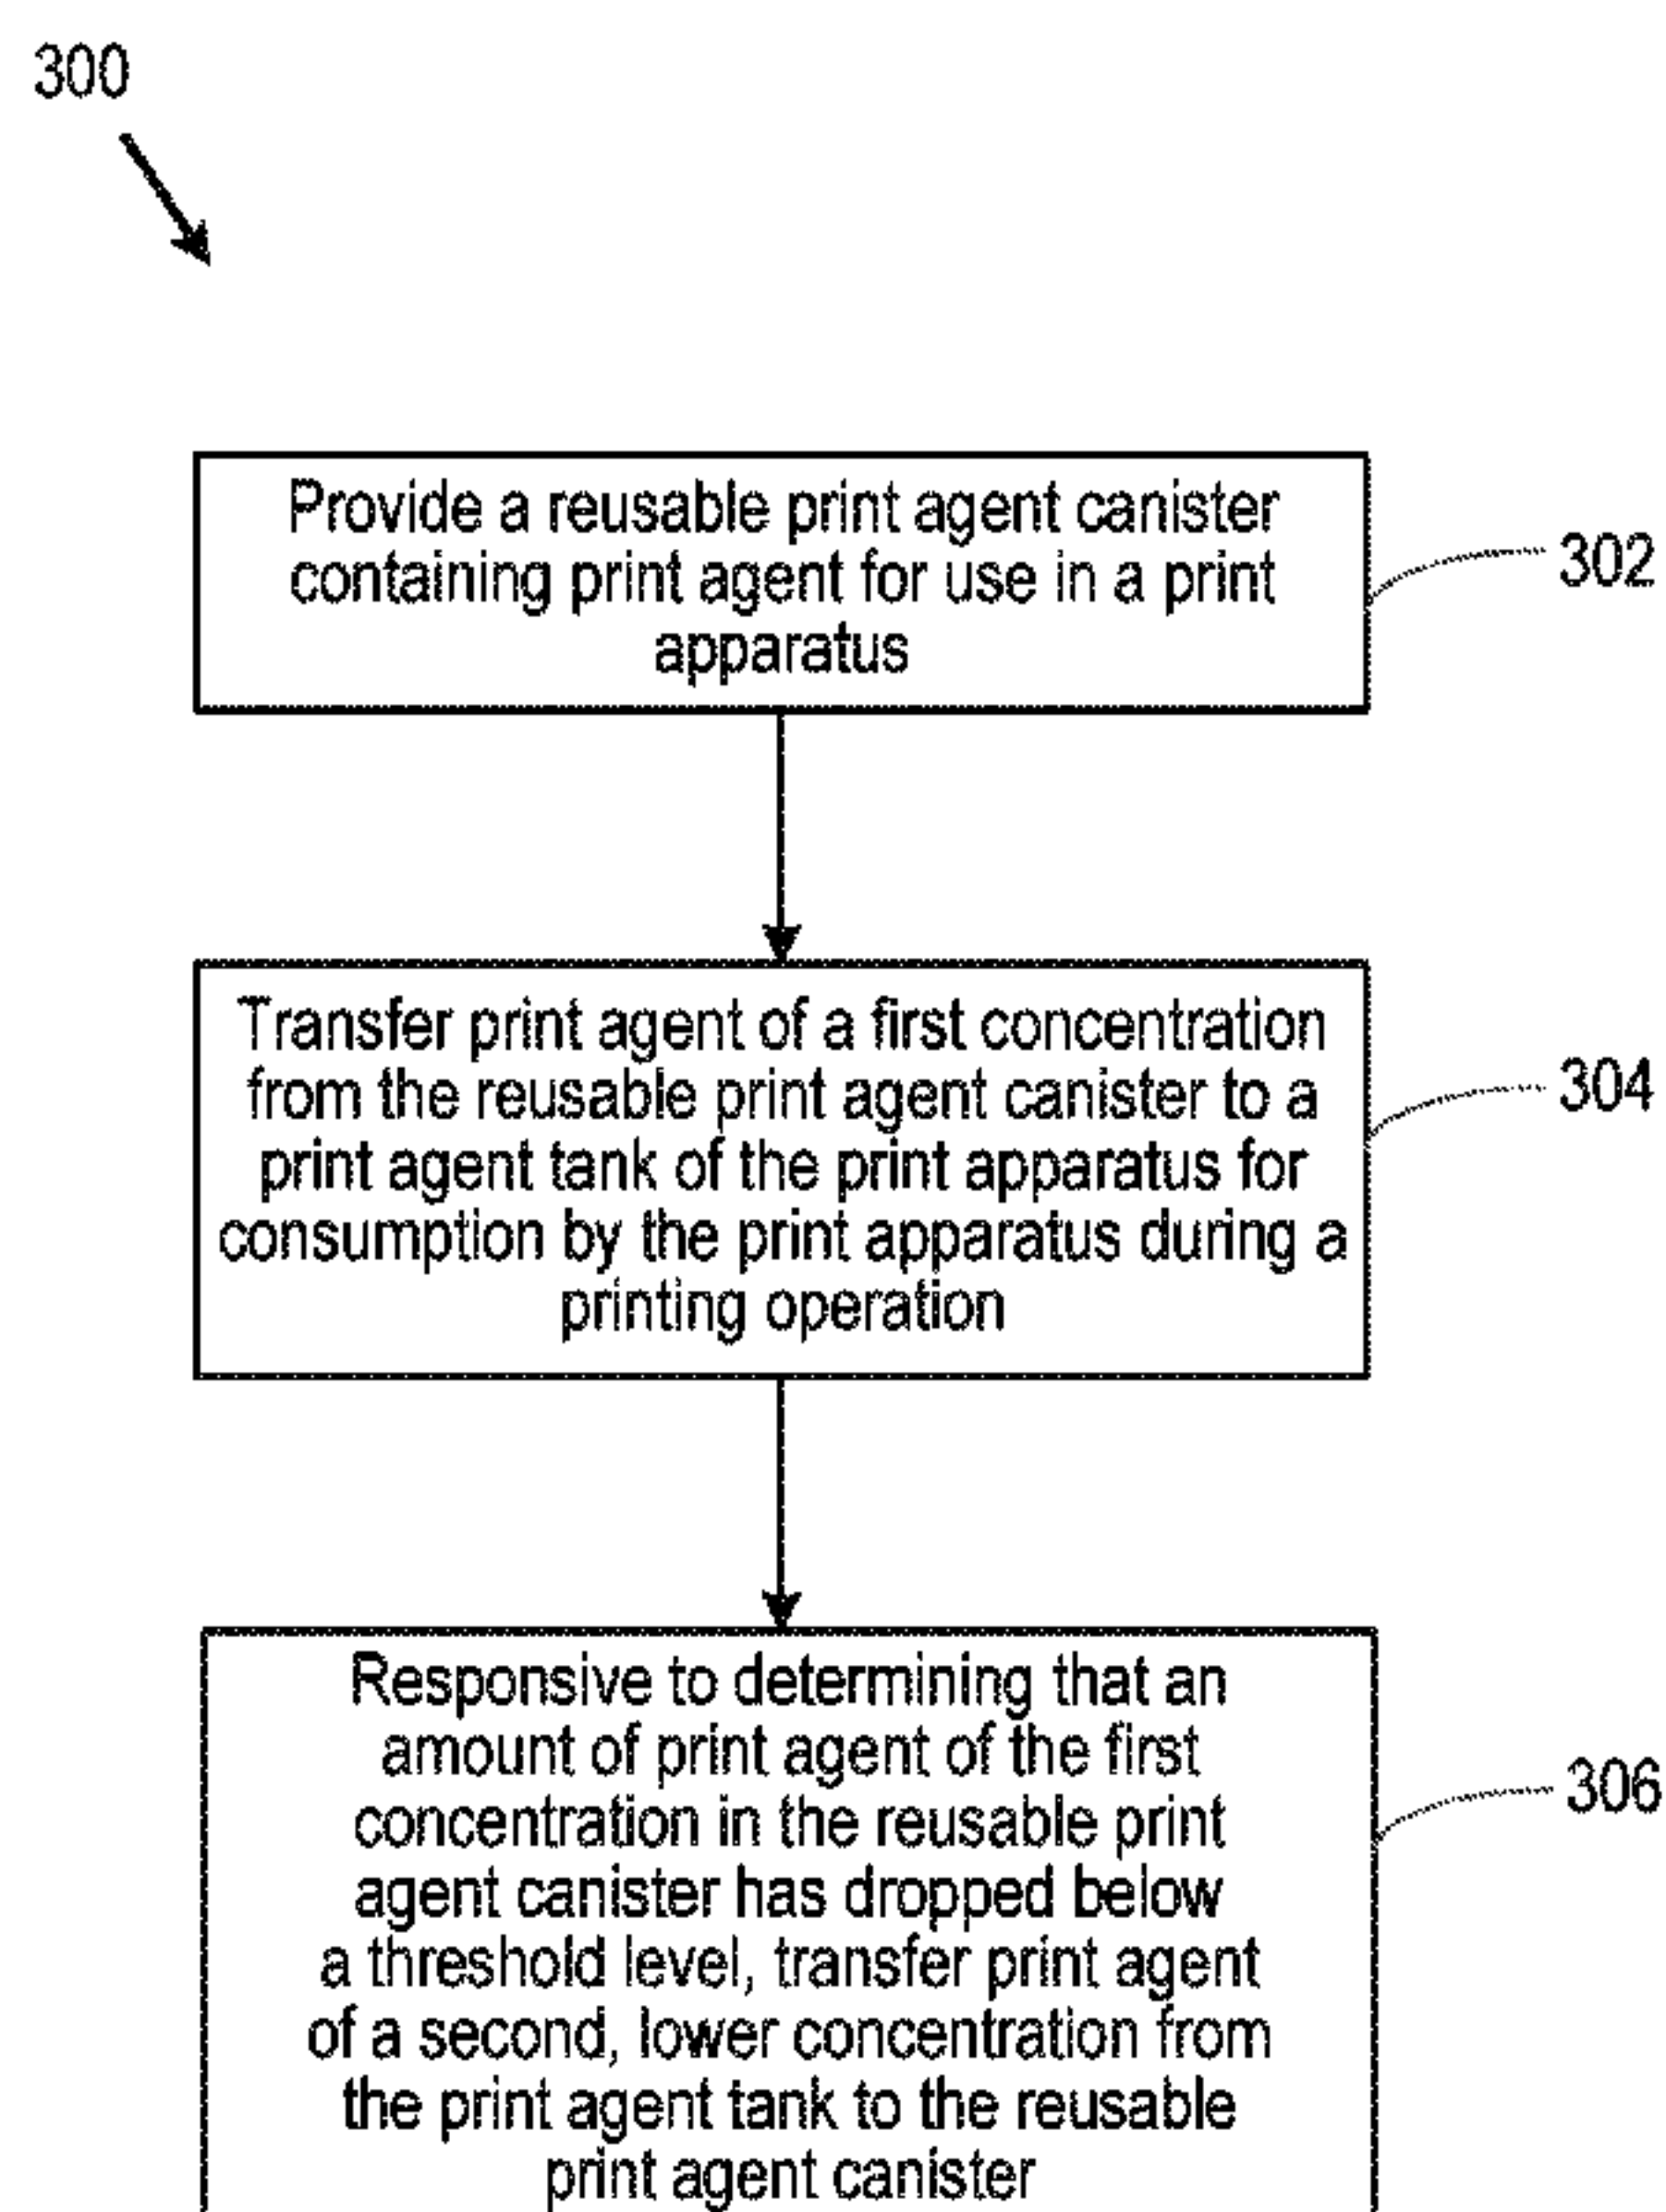 300
Provide a reusable print agent canister
containing print agent for use in a print
apparatus
302
Transfer print agent of a first concentration
from the reusable print agent canister to a
print agent tank of the print apparatus for
consumption by the print apparatus during a
printing operation
304
Responsive to determining that an
amount of print agent of the first
concentration in the reusable print
agent canister has dropped below
a threshold level, transfer print agent
of a second, lower concentration from
the print agent tank to the reusable
print agent canister
306